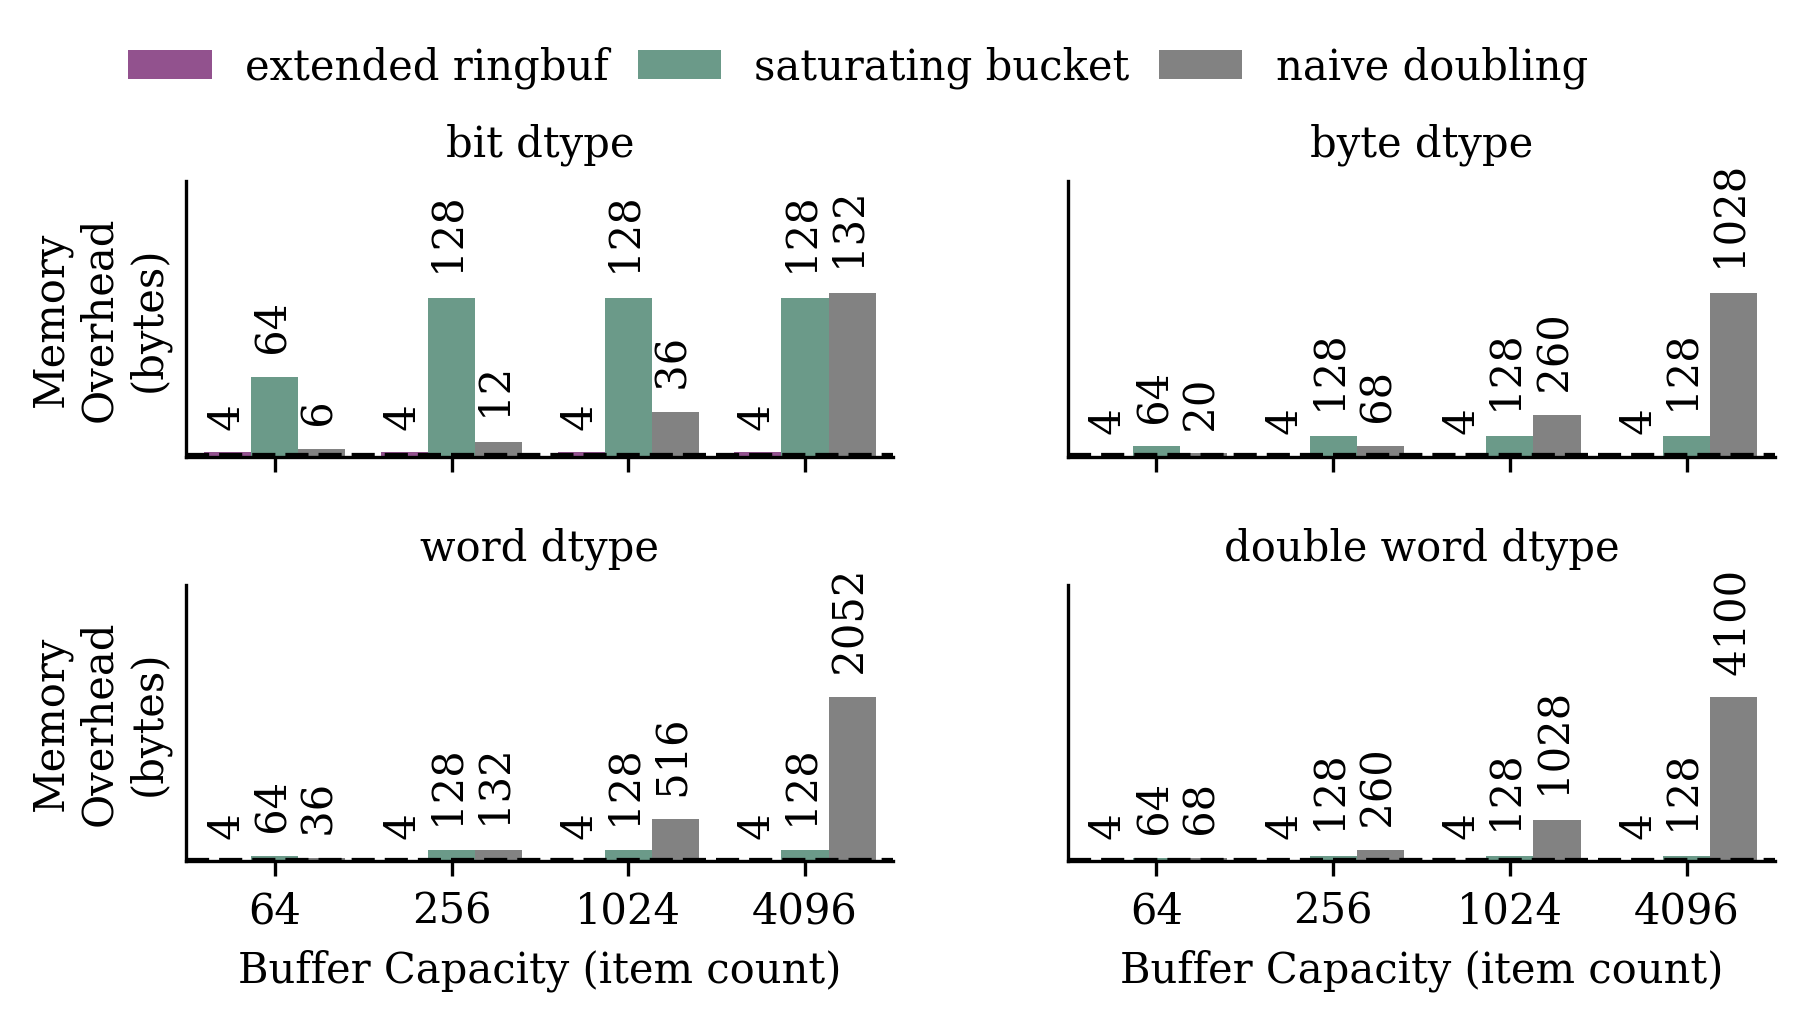 extended ringbuf saturating bucket naive doubling
bit dtype
Memory
Overhead
(bytes)
4 64 6 4 128 12 4 128 36 4 128 132
byte dtype
4 64 20 4 128 68 4 128 260 4 128 1028
word dtype
Memory
Overhead
(bytes)
4 64 36 4 128 132 4 128 516 4 128 2052
64 256 1024 4096
Buffer Capacity (item count)
double word dtype
4 64 68 4 128 260 4 128 1028 4 128 4100
64 256 1024 4096
Buffer Capacity (item count)